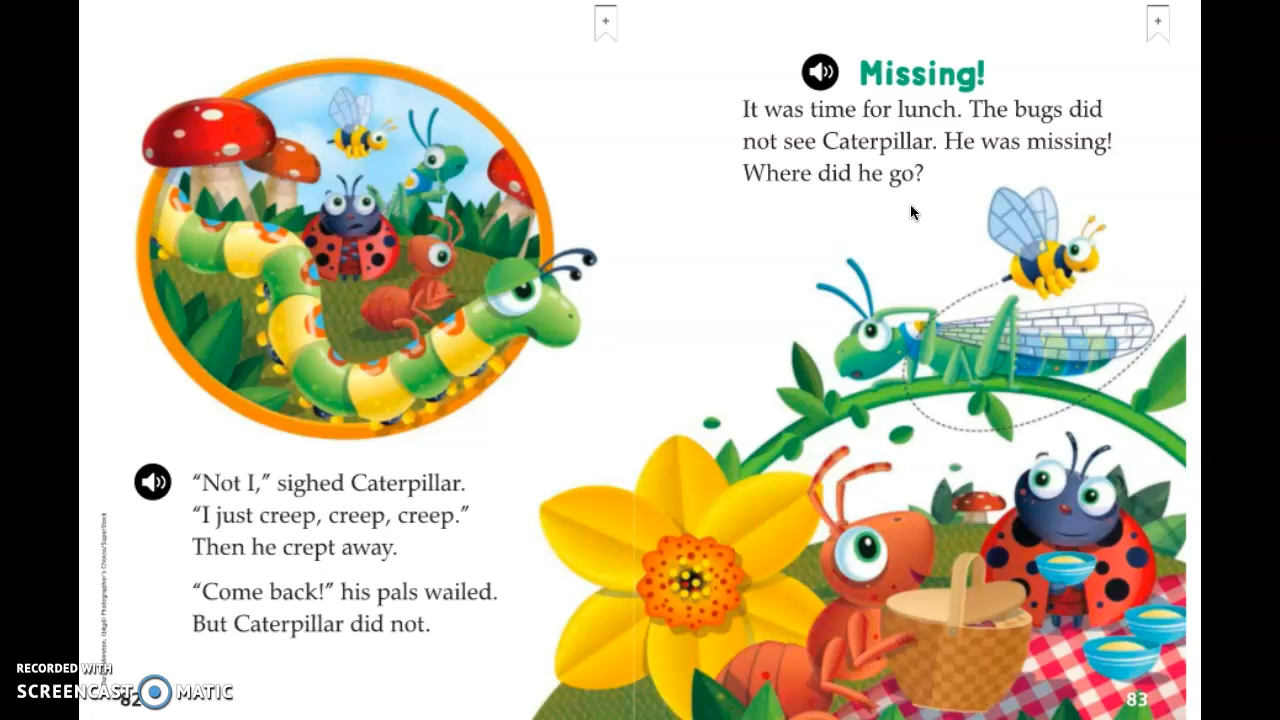 “Not I,” sighed Caterpillar.
“I just creep, creep, creep.”
Then he crept away.
“Come back!” his pals wailed.
But Caterpillar did not.
82
Missing!
It was time for lunch. The bugs did
not see Caterpillar. He was missing!
Where did he go?
83
RECORDED WITH
SCREENCAST MATIC